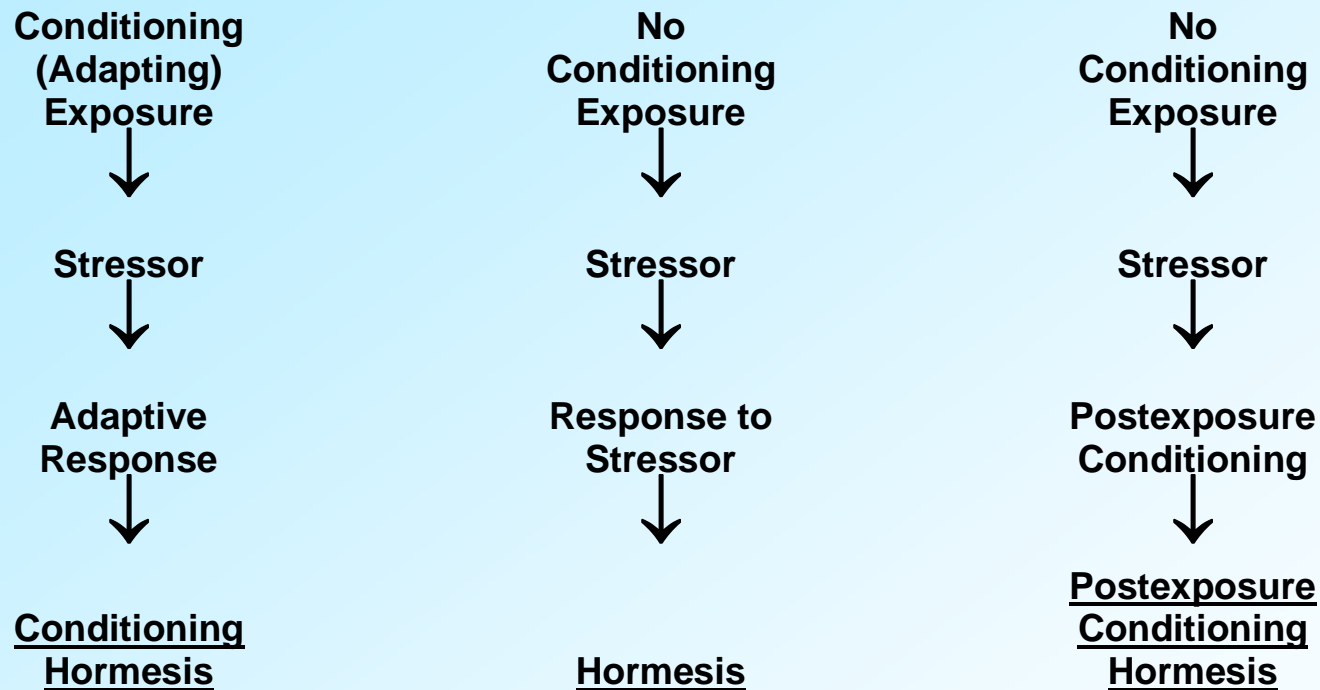 Conditioning
(Adapting)
Exposure
Stressor
Adaptive
Response
Conditioning
Hormesis
No
Conditioning
Exposure
Stressor
Response to
Stressor
Hormesis
No
Conditioning
Exposure
Stressor
Postexposure
Conditioning
Postexposure
Conditioning
Hormesis